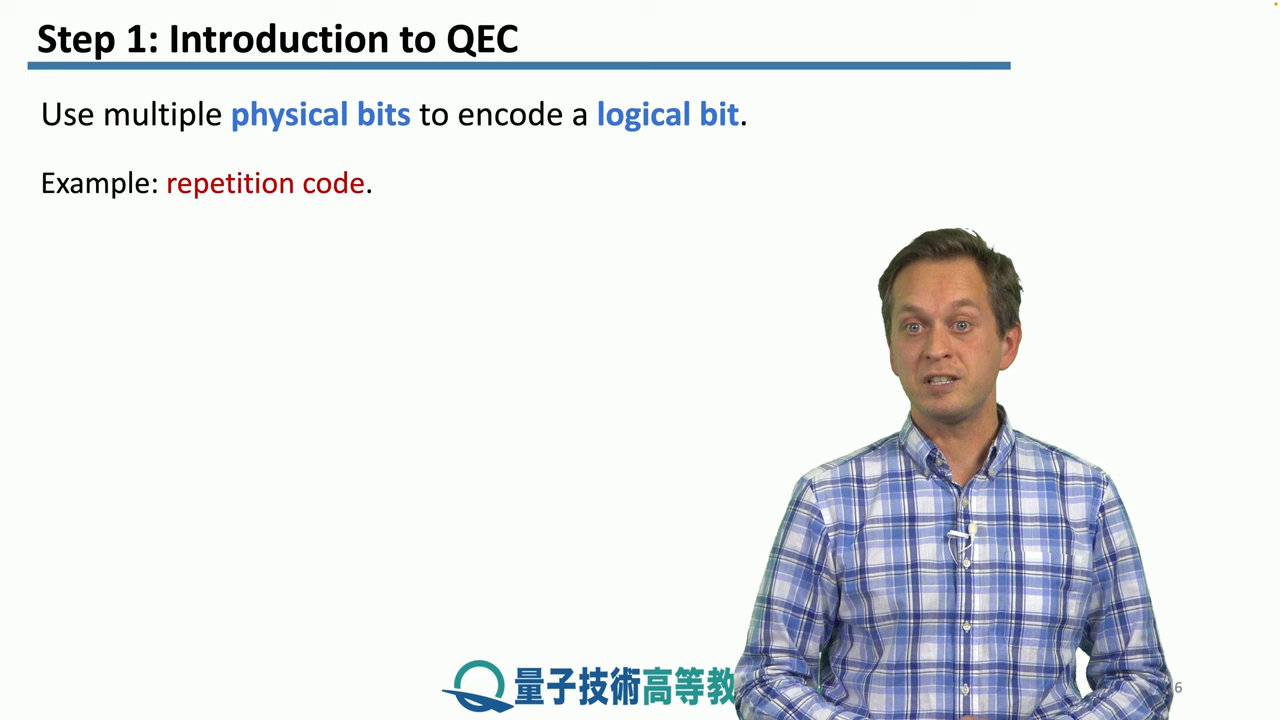 Step 1: Introduction to QEC
Use multiple physical bits to encode a logical bit.
Example: repetition code.
量子技術高等教
6